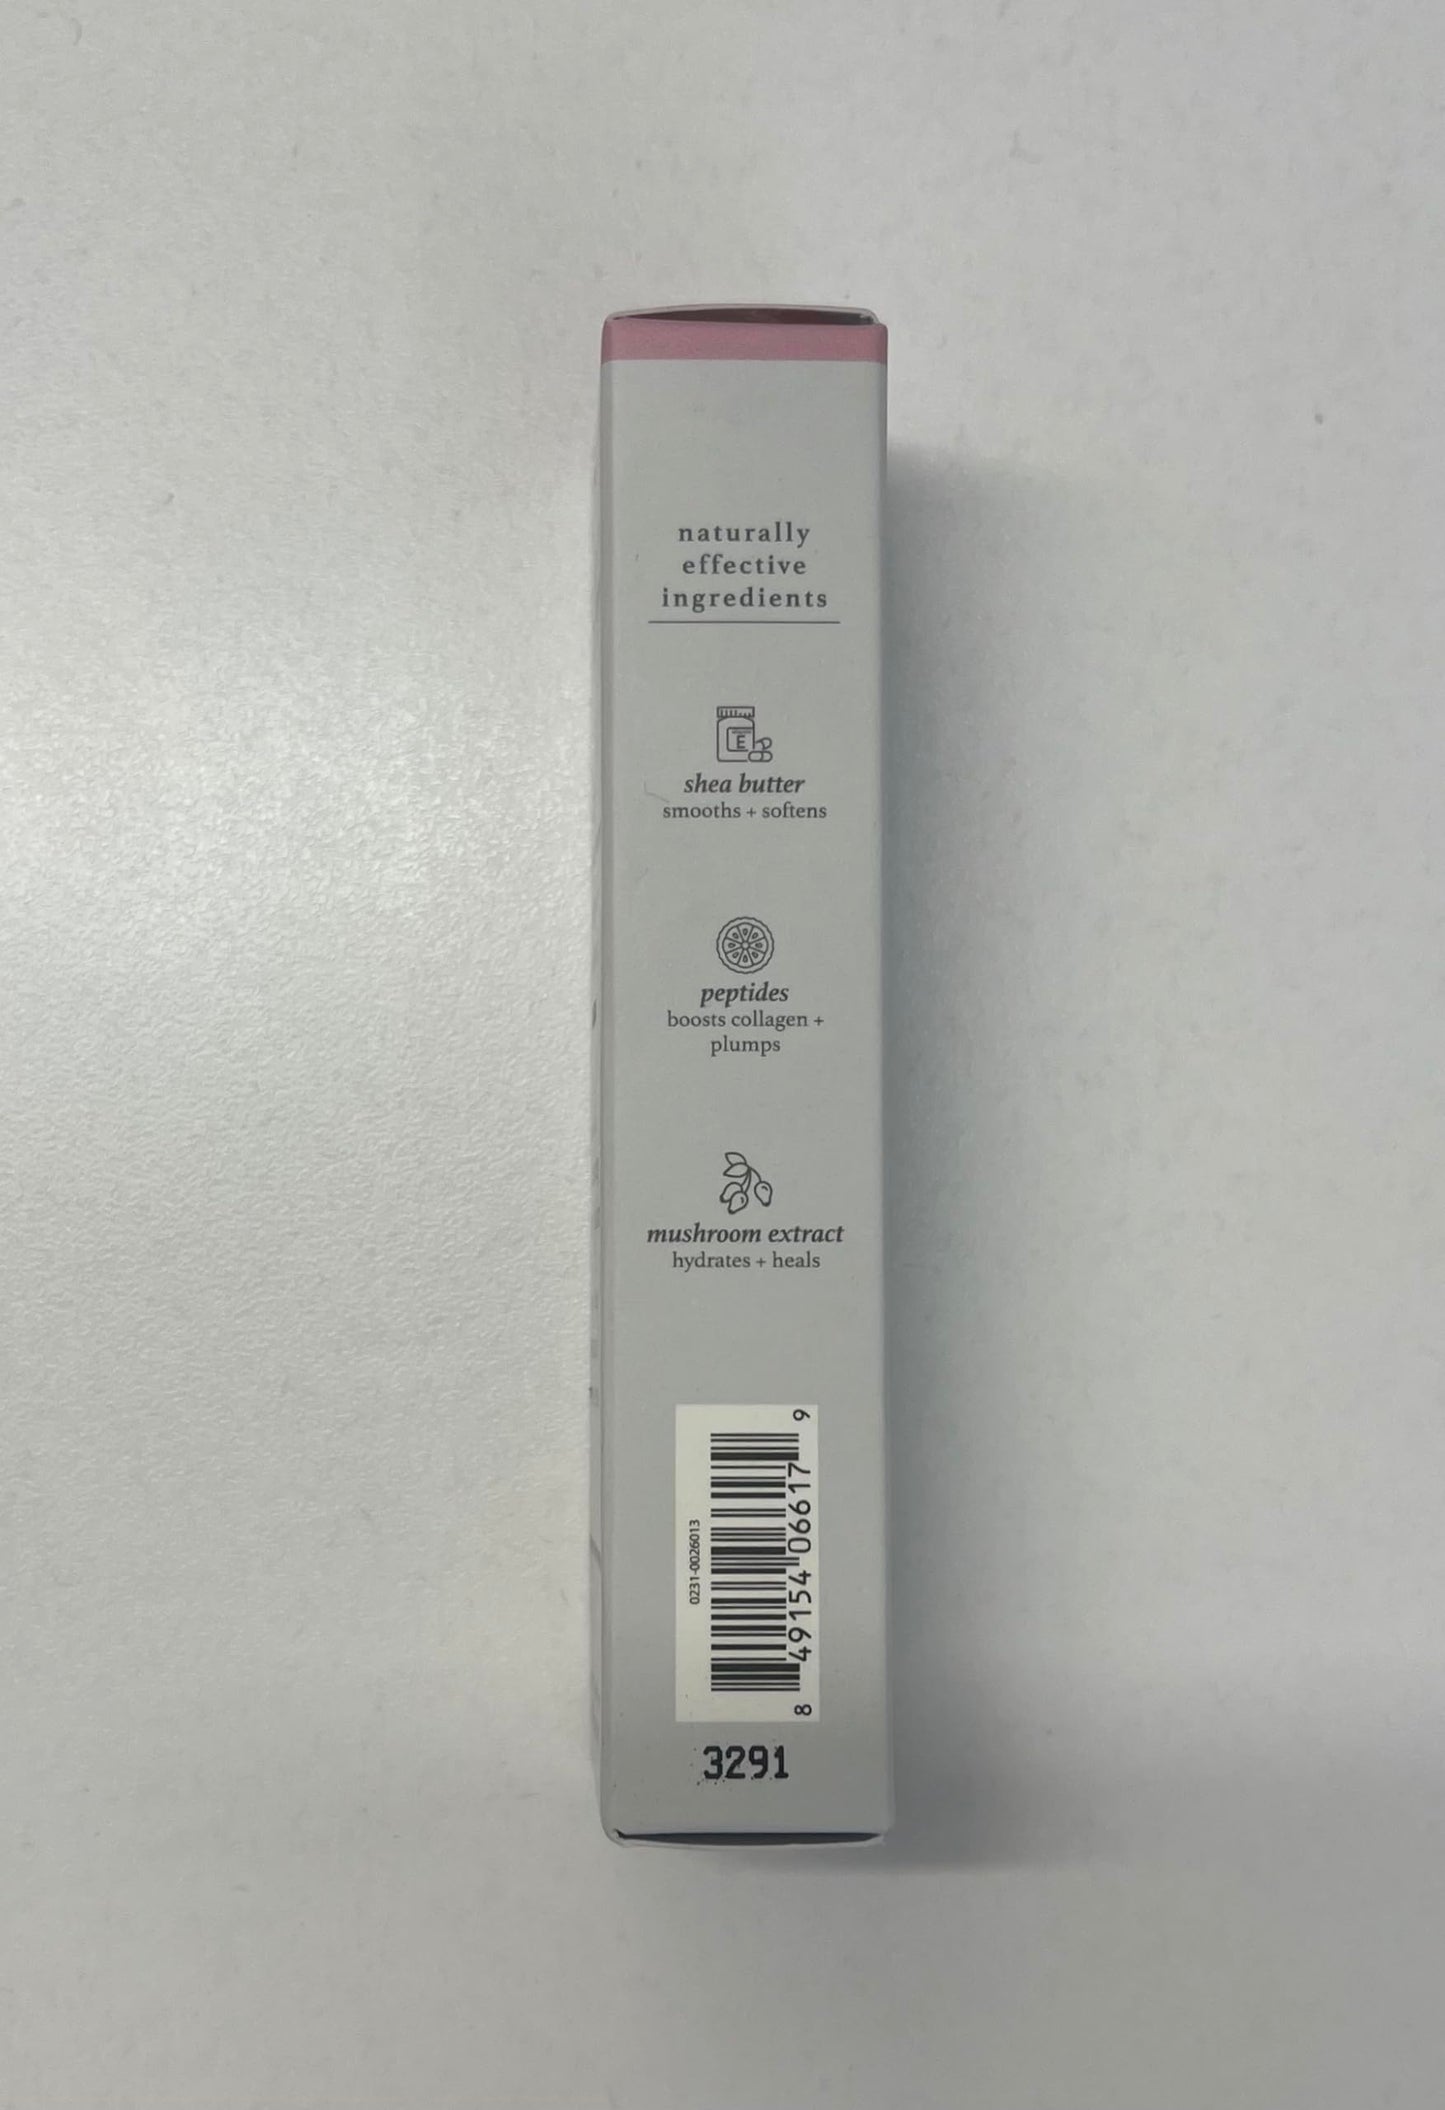 naturally
effective
ingredients
E
shea butter
smooths + softens
peptides
boosts collagen +
plumps
mushroom extract
hydrates + heals
0231-0026013
8 49154 06617 9
3291